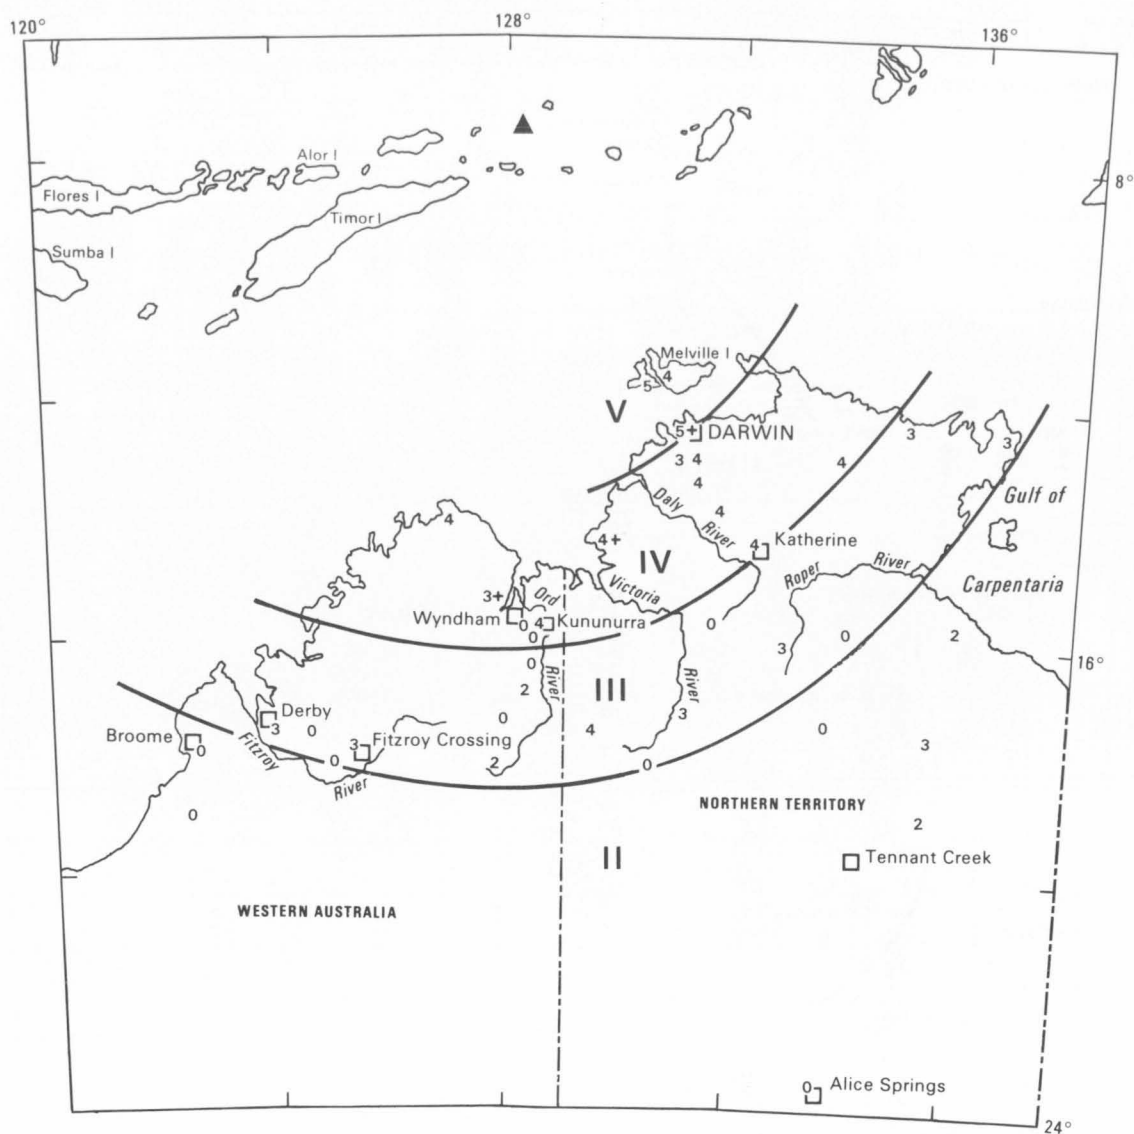 120°
128°
136°
Alor I
8°
Flores I
Timor I
Sumba I
Melville I
4
5
V
5+
DARWIN
3
3 4
3
4
4
Gulf of
4
Daly
4
River
4+
4
Katherine
IV
Roper
River
Carpentaria
3+
Ord
Victoria
Wyndham
0
4
Kununurra
0
0
2
0
3
16°
0
River
2
III
River
Derby
3
0
3
0
4
0
Broome
0
Fitzroy
3
Fitzroy Crossing
3
0
2
0
River
NORTHERN TERRITORY
0
2
II
Tennant Creek
WESTERN AUSTRALIA
0
Alice Springs
24°